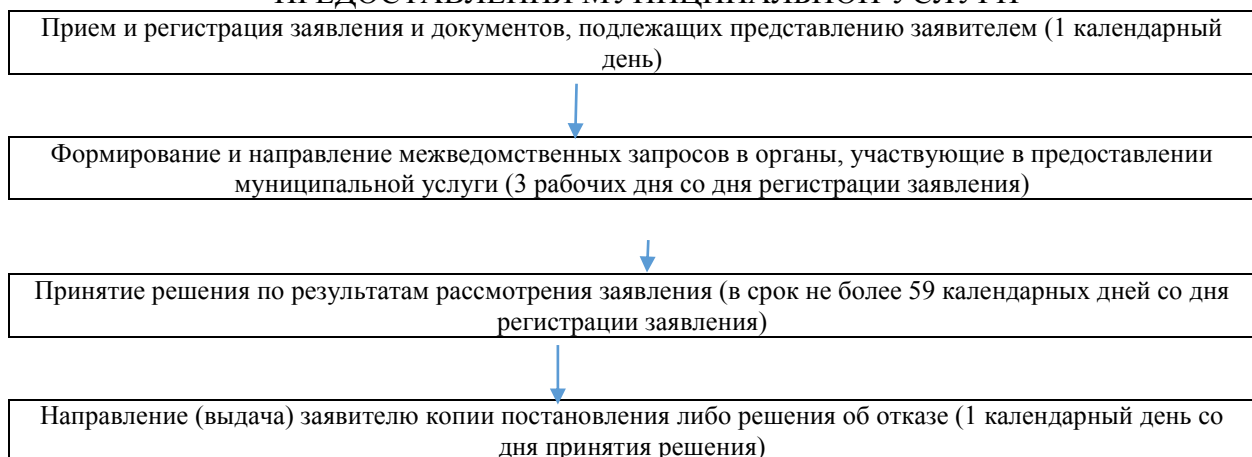 ПРЕДОСТАВЛЕНИЯ МУНИЦИПАЛЬНОЙ УСЛУГИ
Прием и регистрация заявления и документов, подлежащих представлению заявителем (1 календарный
день)
Формирование и направление межведомственных запросов в органы, участвующие в предоставлении
муниципальной услуги (3 рабочих дня со дня регистрации заявления)
Принятие решения по результатам рассмотрения заявления (в срок не более 59 календарных дней со дня
регистрации заявления)
Направление (выдача) заявителю копии постановления либо решения об отказе (1 календарный день со
дня принятия решения)